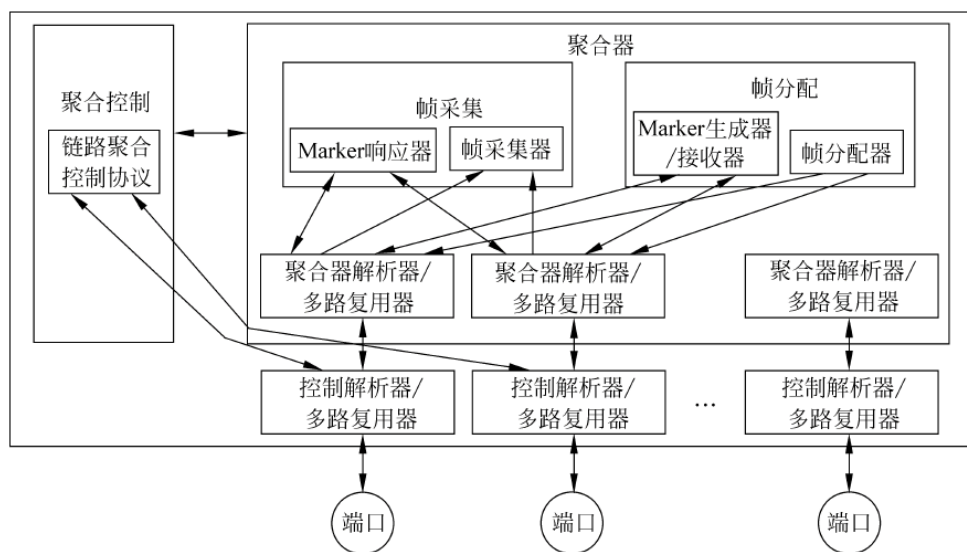 聚合器
聚合控制
链路聚合
控制协议
帧采集
Marker响应器
帧采集器
帧分配
Marker生成器
/接收器
帧分配器
聚合器解析器/
多路复用器
聚合器解析器/
多路复用器
聚合器解析器/
多路复用器
控制解析器/
多路复用器
控制解析器/
多路复用器
...
控制解析器/
多路复用器
端口
端口
端口